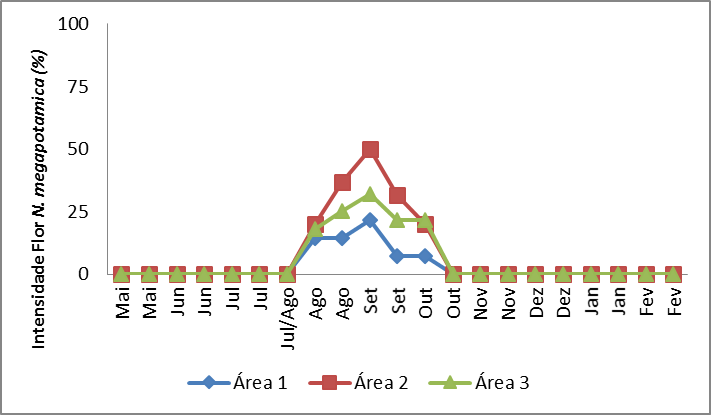 Intensidade Flor N. megapotamica (%)
100
75
50
25
0
Mai
Mai
Jun
Jun
Jul
Jul
Jul/Ago
Ago
Ago
Set
Set
Out
Out
Nov
Nov
Dez
Dez
Jan
Jan
Fev
Fev
Área 1
Área 2
Área 3